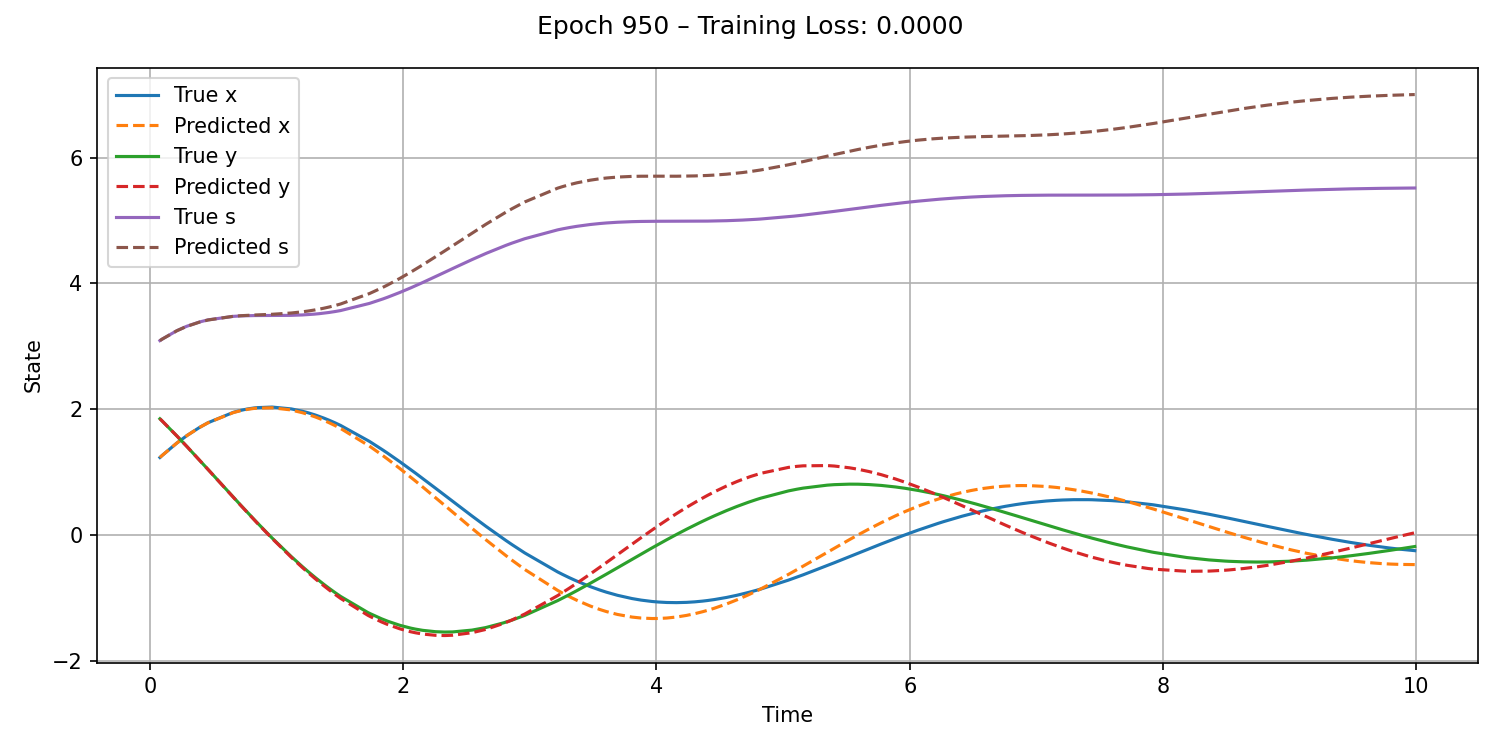 Epoch 950 – Training Loss: 0.0000
True x
Predicted x
True y
Predicted y
True s
Predicted s
State
6
4
2
0
−2
0 2 4 6 8 10
Time